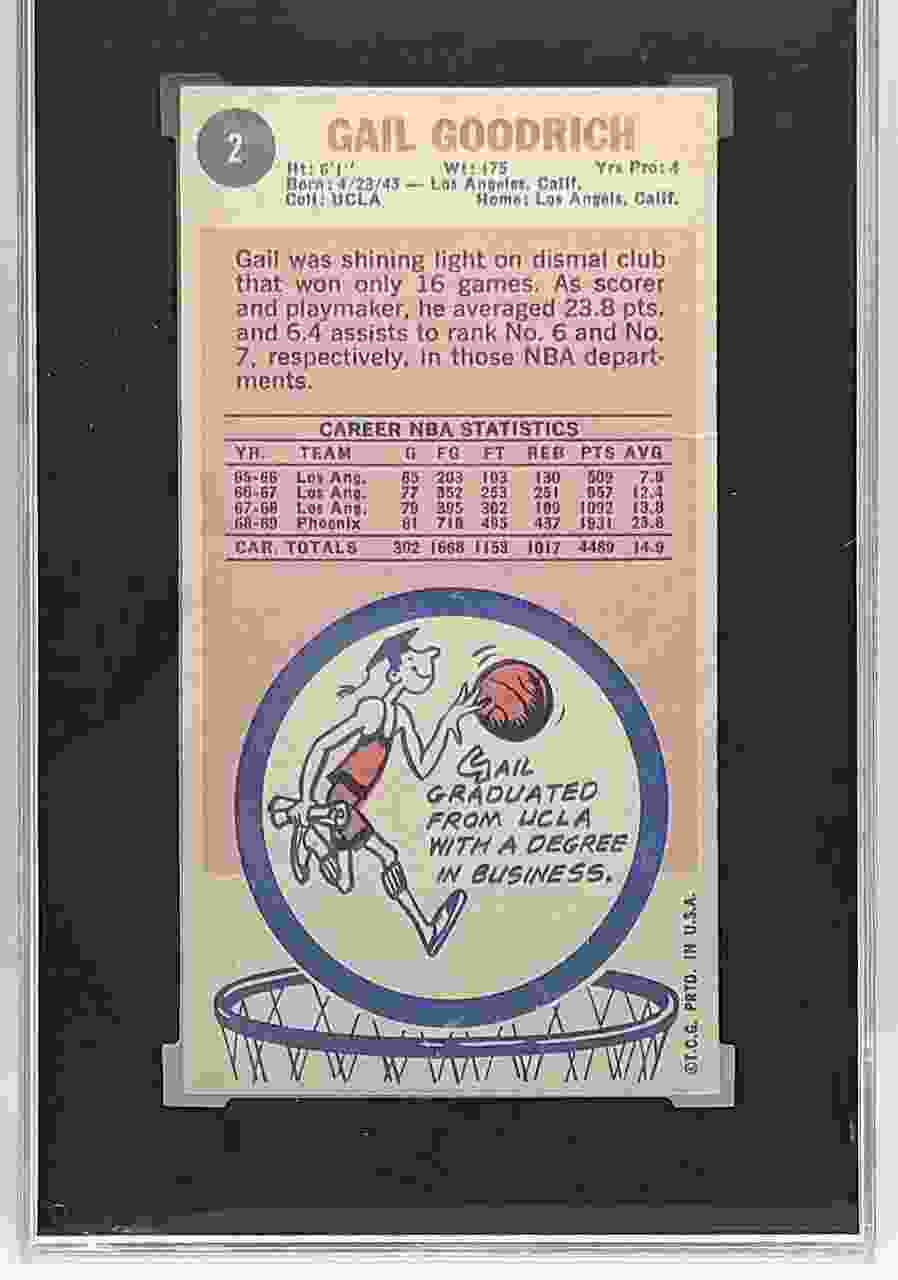 2
GAIL GOODRICH
Ht: 6'1" Wt: 175 Yrs Pro: 4
Born: 4/23/43 — Los Angeles, Calif.
Coll: UCLA Home: Los Angels, Calif.
Gail was shining light on dismal club
that won only 16 games. As scorer
and playmaker, he averaged 23.8 pts.
and 6.4 assists to rank No. 6 and No.
7, respectively, in those NBA depart-
ments.
CAREER NBA STATISTICS
YR. TEAM G FG FT REB PTS AVG
65-66 Los Ang. 65 203 103 130 509 7.8
66-67 Los Ang. 77 352 253 251 957 12.4
67-68 Los Ang. 79 395 302 199 1092 13.8
68-69 Phoenix 81 718 495 437 1931 23.8
CAR. TOTALS 302 1668 1153 1017 4489 14.9
GAIL
GRADUATED
FROM UCLA
WITH A DEGREE
IN BUSINESS.
©T.C.G. PRTD. IN U.S.A.